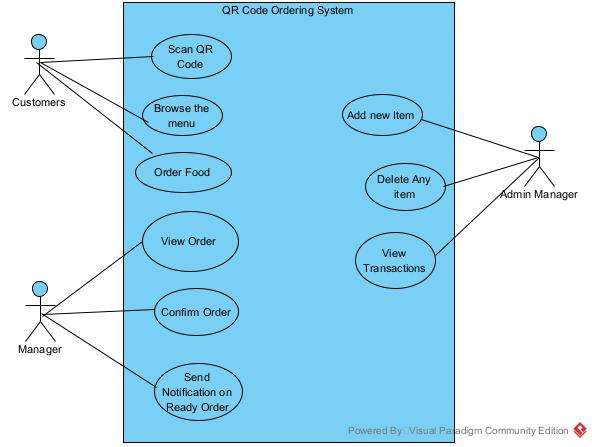 QR Code Ordering System
Scan QR
Code
Customers
Browse the
menu
Add new Item
Order Food
Delete Any
item
Admin Manager
View Order
View
Transactions
Confirm Order
Manager
Send
Notification on
Ready Order
Powered By Visual Paradigm Community Edition